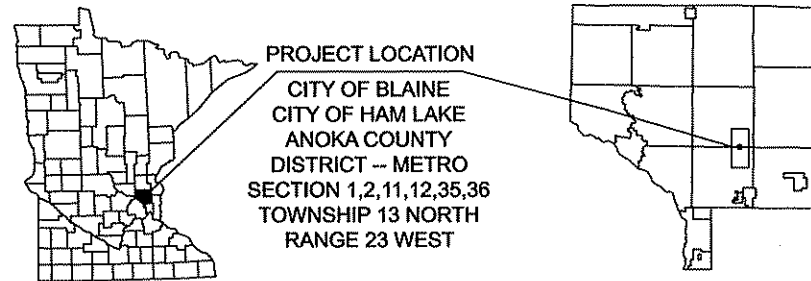 PROJECT LOCATION
CITY OF BLAINE
CITY OF HAM LAKE
ANOKA COUNTY
DISTRICT -- METRO
SECTION 1,2,11,12,35,36
TOWNSHIP 13 NORTH
RANGE 23 WEST